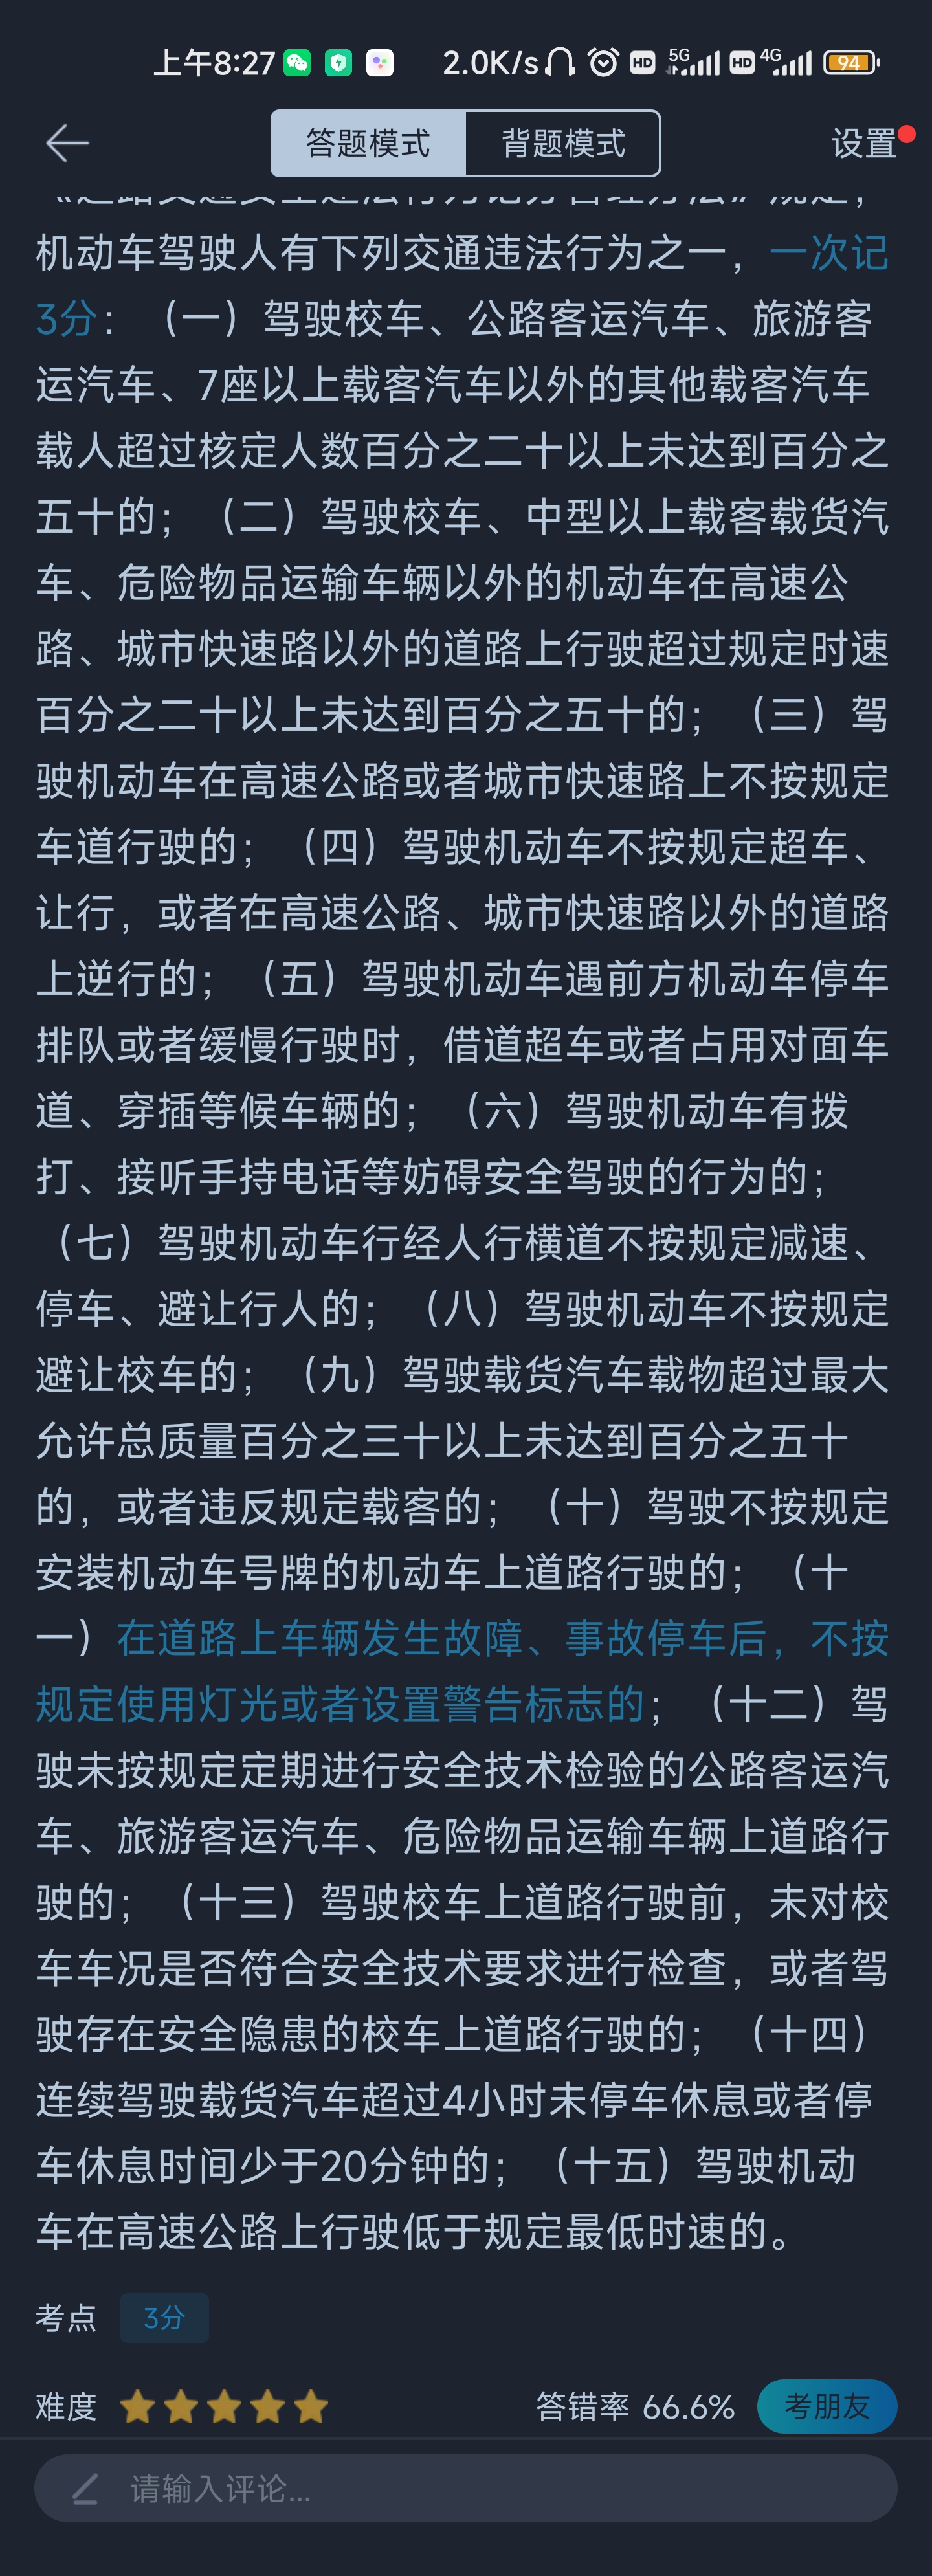 上午8:27 2.0K/s HD 5G HD 4G 94
答题模式 背题模式 设置
《道路交通安全违法行为记分管理办法》规定，
机动车驾驶人有下列交通违法行为之一，一次记
3分：（一）驾驶校车、公路客运汽车、旅游客
运汽车、7座以上载客汽车以外的其他载客汽车
载人超过核定人数百分之二十以上未达到百分之
五十的；（二）驾驶校车、中型以上载客载货汽
车、危险物品运输车辆以外的机动车在高速公
路、城市快速路以外的道路上行驶超过规定时速
百分之二十以上未达到百分之五十的；（三）驾
驶机动车在高速公路或者城市快速路上不按规定
车道行驶的；（四）驾驶机动车不按规定超车、
让行，或者在高速公路、城市快速路以外的道路
上逆行的；（五）驾驶机动车遇前方机动车停车
排队或者缓慢行驶时，借道超车或者占用对面车
道、穿插等候车辆的；（六）驾驶机动车有拨
打、接听手持电话等妨碍安全驾驶的行为的；
（七）驾驶机动车行经人行横道不按规定减速、
停车、避让行人的；（八）驾驶机动车不按规定
避让校车的；（九）驾驶载货汽车载物超过最大
允许总质量百分之三十以上未达到百分之五十
的，或者违反规定载客的；（十）驾驶不按规定
安装机动车号牌的机动车上道路行驶的；（十
一）在道路上车辆发生故障、事故停车后，不按
规定使用灯光或者设置警告标志的；（十二）驾
驶未按规定定期进行安全技术检验的公路客运汽
车、旅游客运汽车、危险物品运输车辆上道路行
驶的；（十三）驾驶校车上道路行驶前，未对校
车车况是否符合安全技术要求进行检查，或者驾
驶存在安全隐患的校车上道路行驶的；（十四）
连续驾驶载货汽车超过4小时未停车休息或者停
车休息时间少于20分钟的；（十五）驾驶机动
车在高速公路上行驶低于规定最低时速的。
考点 3分
难度 答错率 66.6% 考朋友
请输入评论...